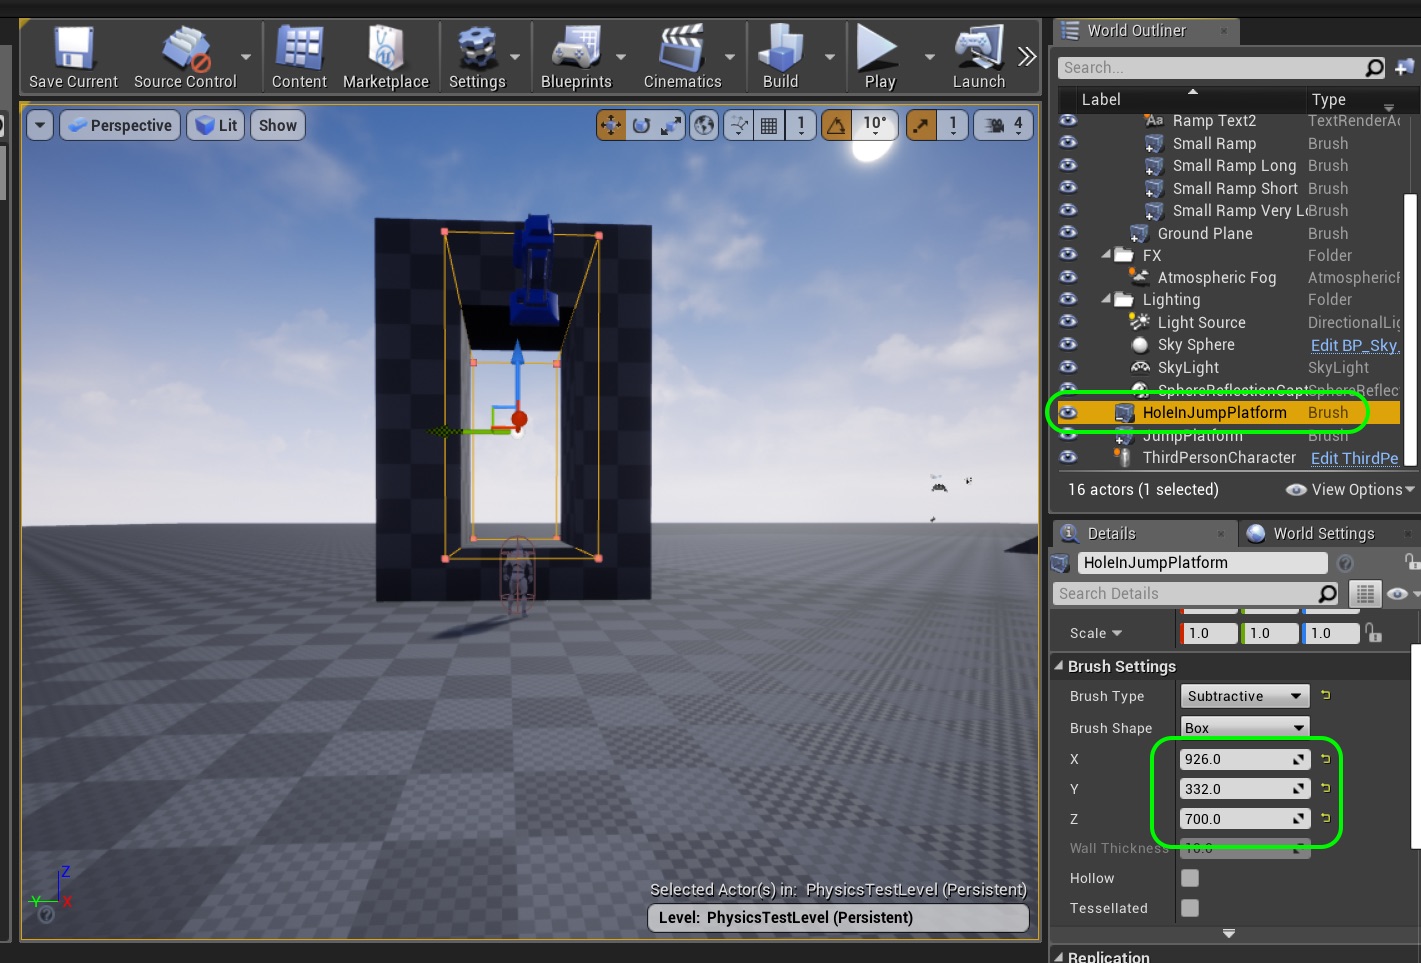 Save Current
Source Control
Content
Marketplace
Settings
Blueprints
Cinematics
Build
Play
Launch
Perspective
Lit
Show
1
10°
1
4
World Outliner
Search...
Label
Type
Ramp Text2 TextRenderAc
Small Ramp Brush
Small Ramp Long Brush
Small Ramp Short Brush
Small Ramp Very Lo Brush
Ground Plane Brush
FX Folder
Atmospheric Fog AtmosphericF
Lighting Folder
Light Source DirectionalLig
Sky Sphere Edit BP_Sky
SkyLight SkyLight
SphereReflectionCapt SphereReflec
HoleInJumpPlatform Brush
JumpPlatform Brush
ThirdPersonCharacter Edit ThirdPe
16 actors (1 selected) View Options
Details
World Settings
HoleInJumpPlatform
Search Details
Scale 1.0 1.0 1.0
Brush Settings
Brush Type Subtractive
Brush Shape Box
X 926.0
Y 332.0
Z 700.0
Wall Thickness 10.0
Hollow
Tessellated
Replication
Z
Y X
Selected Actor(s) in: PhysicsTestLevel (Persistent)
Level: PhysicsTestLevel (Persistent)